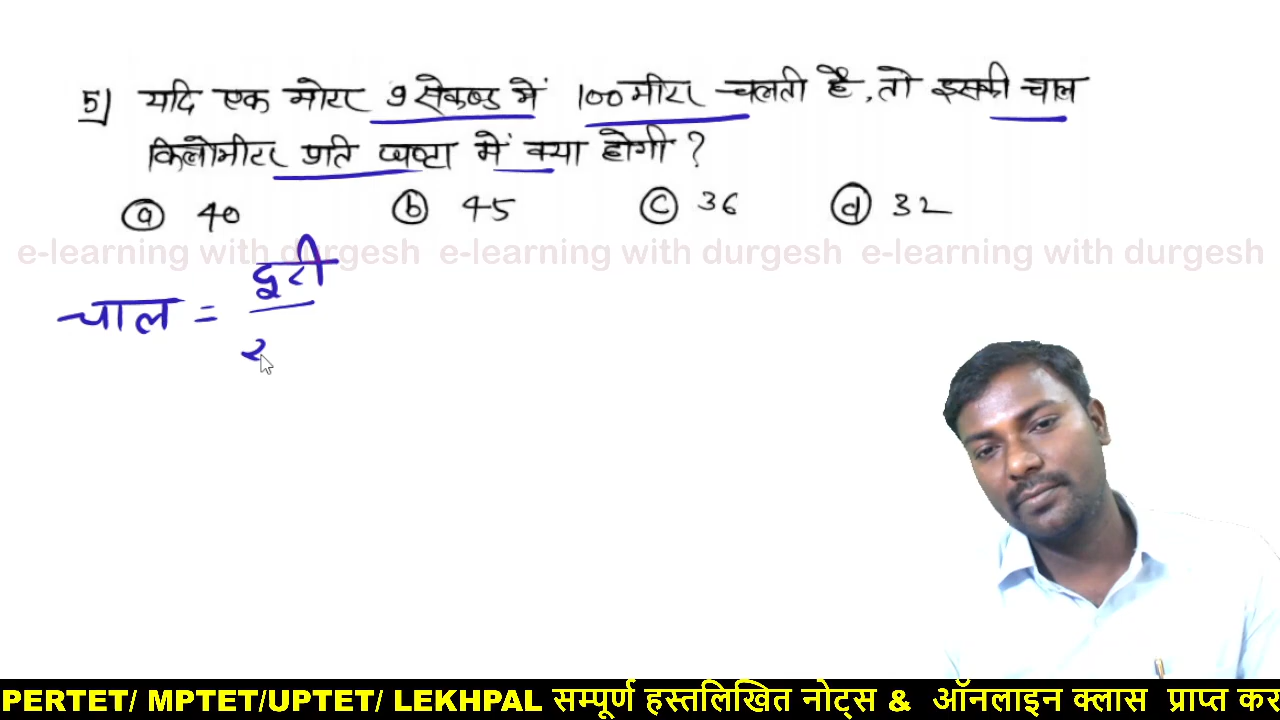 5) यदि एक मोटर 9 सेकण्ड में 100 मीटर चलती है, तो इसकी चाल
किलोमीटर प्रति घण्टा में क्या होगी ?
(a) 40 (b) 45 (c) 36 (d) 32
e-learning with durgesh e-learning with durgesh e-learning with durgesh
चाल = दूरी
PERTET/ MPTET/UPTET/ LEKHPAL सम्पूर्ण हस्तलिखित नोट्स & ऑनलाइन क्लास प्राप्त कर